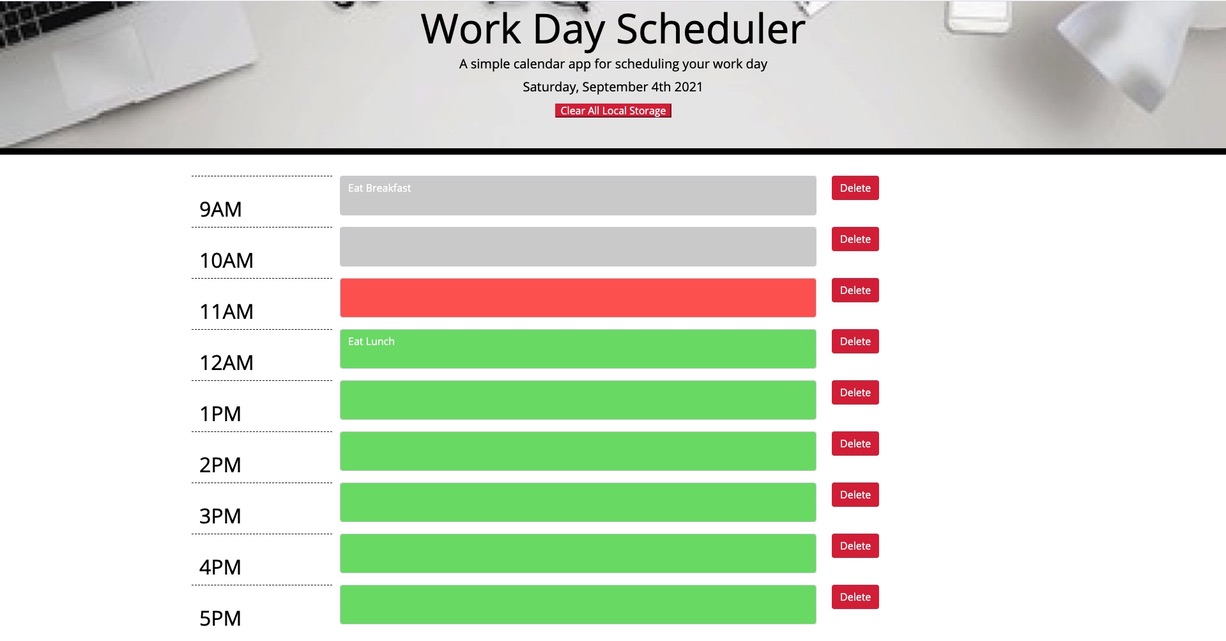 Work Day Scheduler
A simple calendar app for scheduling your work day
Saturday, September 4th 2021
Clear All Local Storage
9AM Eat Breakfast Delete
10AM Delete
11AM Delete
12AM Eat Lunch Delete
1PM Delete
2PM Delete
3PM Delete
4PM Delete
5PM Delete